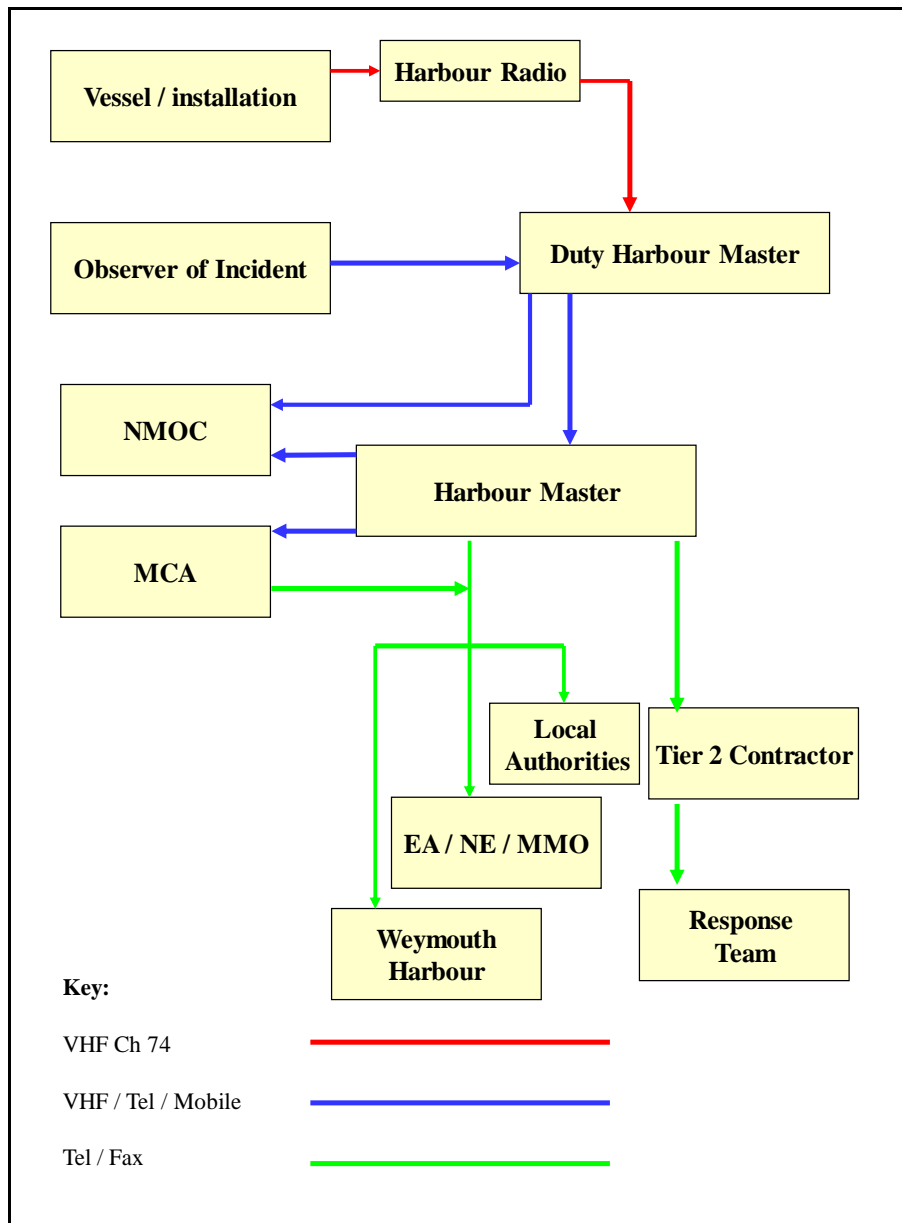 Harbour Radio
Vessel / installation
Duty Harbour Master
Observer of Incident
NMOC
Harbour Master
MCA
Local
Authorities
Tier 2 Contractor
EA / NE / MMO
Response
Team
Weymouth
Harbour
Key:
VHF Ch 74
VHF / Tel / Mobile
Tel / Fax